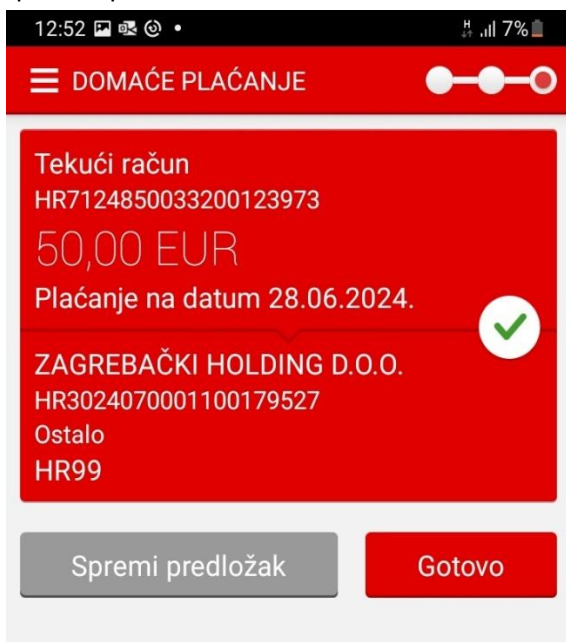 12:52
H .ıll 7%
DOMAĆE PLAĆANJE
Tekući račun
HR7124850033200123973
50,00 EUR
Plaćanje na datum 28.06.2024.
ZAGREBAČKI HOLDING D.O.O.
HR3024070001100179527
Ostalo
HR99
Spremi predložak
Gotovo